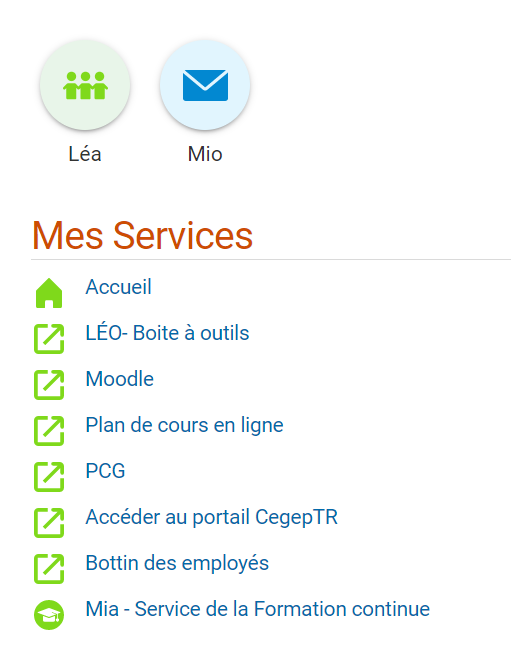 Léa
Mio
Mes Services
Accueil
LÉO- Boite à outils
Moodle
Plan de cours en ligne
PCG
Accéder au portail CegepTR
Bottin des employés
Mia - Service de la Formation continue